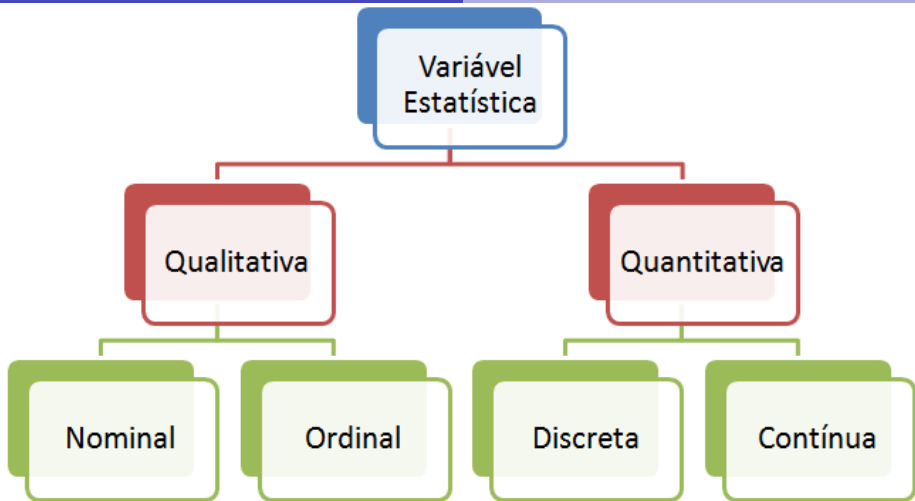 Variável
Estatística
Qualitativa
Quantitativa
Nominal
Ordinal
Discreta
Contínua